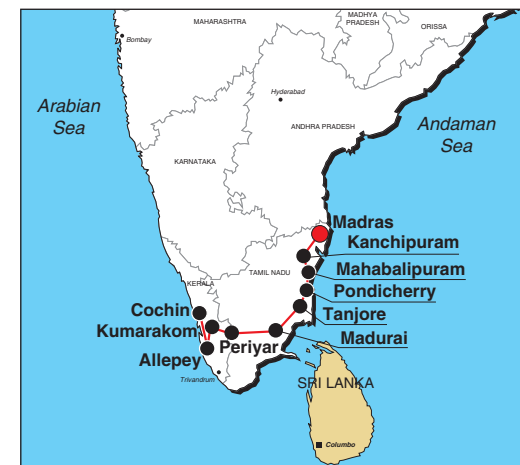 MAHARASHTRA
MADHYA
PRADESH
ORISSA
Bombay
Hyderabad
Arabian
Sea
Andaman
Sea
ANDHRA PRADESH
KARNATAKA
Madras
Kanchipuram
TAMIL NADU
Mahabalipuram
KERALA
Pondicherry
Cochin
Tanjore
Kumarakom
Madurai
Periyar
Allepey
Trivandrum
SRI LANKA
Columbo